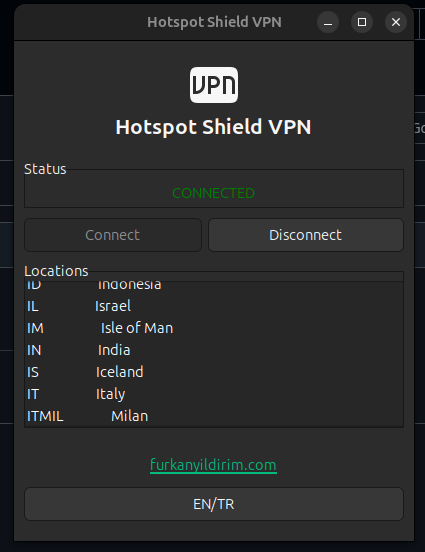 Hotspot Shield VPN
VPN
Hotspot Shield VPN
Status
CONNECTED
Connect Disconnect
Locations
ID Indonesia
IL Israel
IM Isle of Man
IN India
IS Iceland
IT Italy
ITMIL Milan
furkanyildirim.com
EN/TR